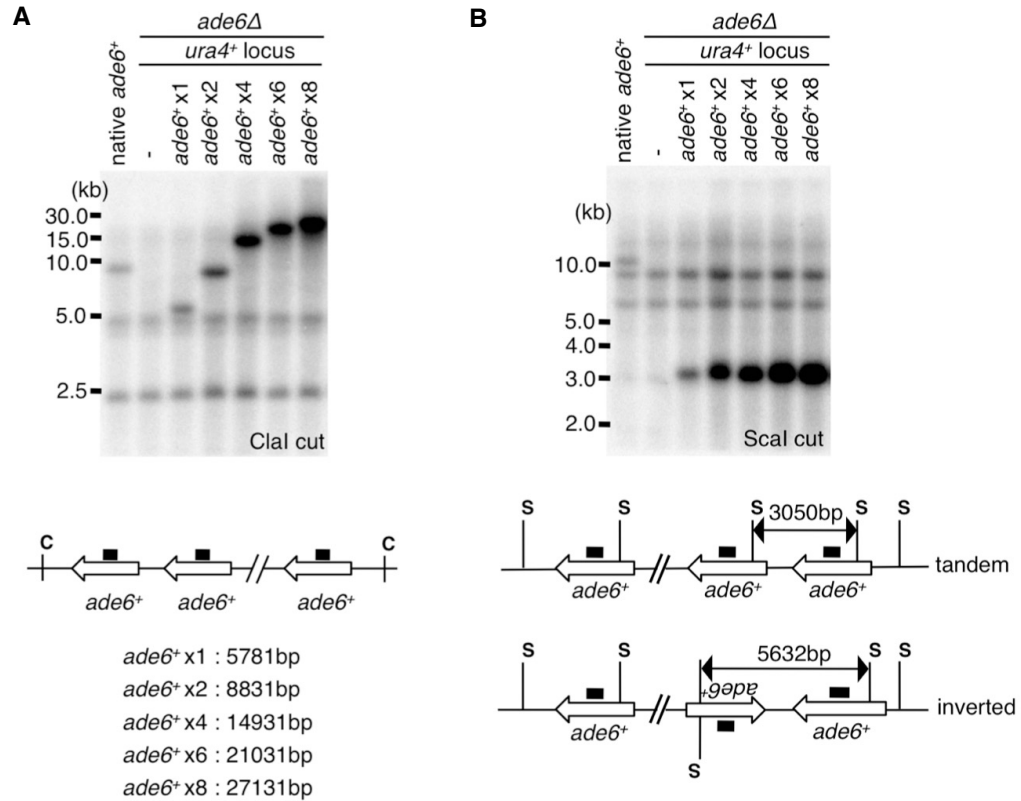 A
ade6Δ
ura4+ locus
native ade6+
-
ade6+ x1
ade6+ x2
ade6+ x4
ade6+ x6
ade6+ x8
(kb)
30.0
15.0
10.0
5.0
2.5
ClaI cut
C
C
ade6+
ade6+
ade6+
ade6+ x1 : 5781bp
ade6+ x2 : 8831bp
ade6+ x4 : 14931bp
ade6+ x6 : 21031bp
ade6+ x8 : 27131bp
B
ade6Δ
ura4+ locus
native ade6+
-
ade6+ x1
ade6+ x2
ade6+ x4
ade6+ x6
ade6+ x8
(kb)
10.0
5.0
4.0
3.0
2.0
ScaI cut
S
S
S
3050bp
S
S
tandem
ade6+
ade6+
ade6+
S
S
5632bp
S
S
ade6+
inverted
ade6+
ade6+
S